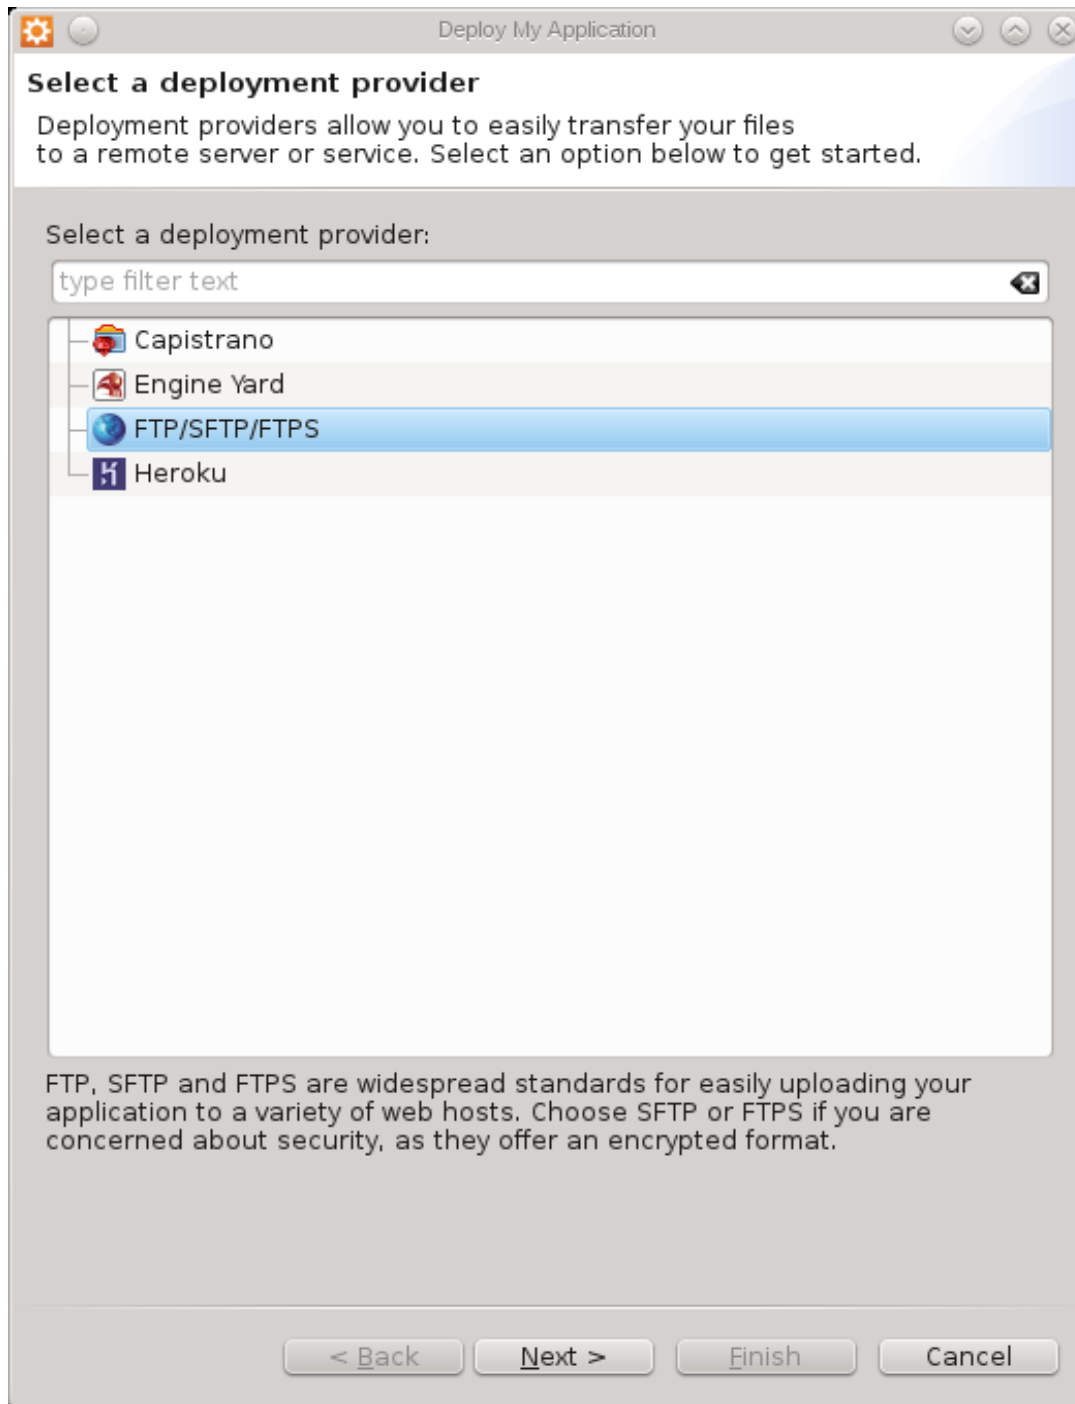 Deploy My Application
Select a deployment provider
Deployment providers allow you to easily transfer your files
to a remote server or service. Select an option below to get started.
Select a deployment provider:
type filter text
Capistrano
Engine Yard
FTP/SFTP/FTPS
Heroku
FTP, SFTP and FTPS are widespread standards for easily uploading your
application to a variety of web hosts. Choose SFTP or FTPS if you are
concerned about security, as they offer an encrypted format.
< Back Next > Finish Cancel